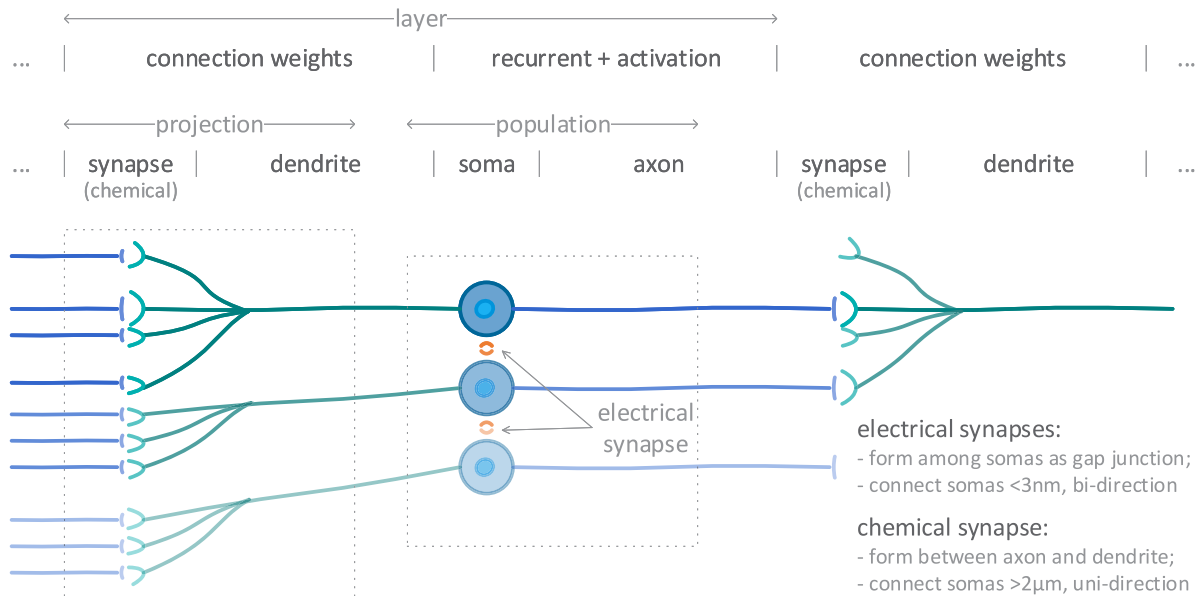 layer
... | connection weights | recurrent + activation | connection weights | ...
projection
population
... | synapse | dendrite | soma | axon | synapse | dendrite | ...
(chemical)
(chemical)
electrical
synapse
electrical synapses:
- form among somas as gap junction;
- connect somas <3nm, bi-direction
chemical synapse:
- form between axon and dendrite;
- connect somas >2μm, uni-direction